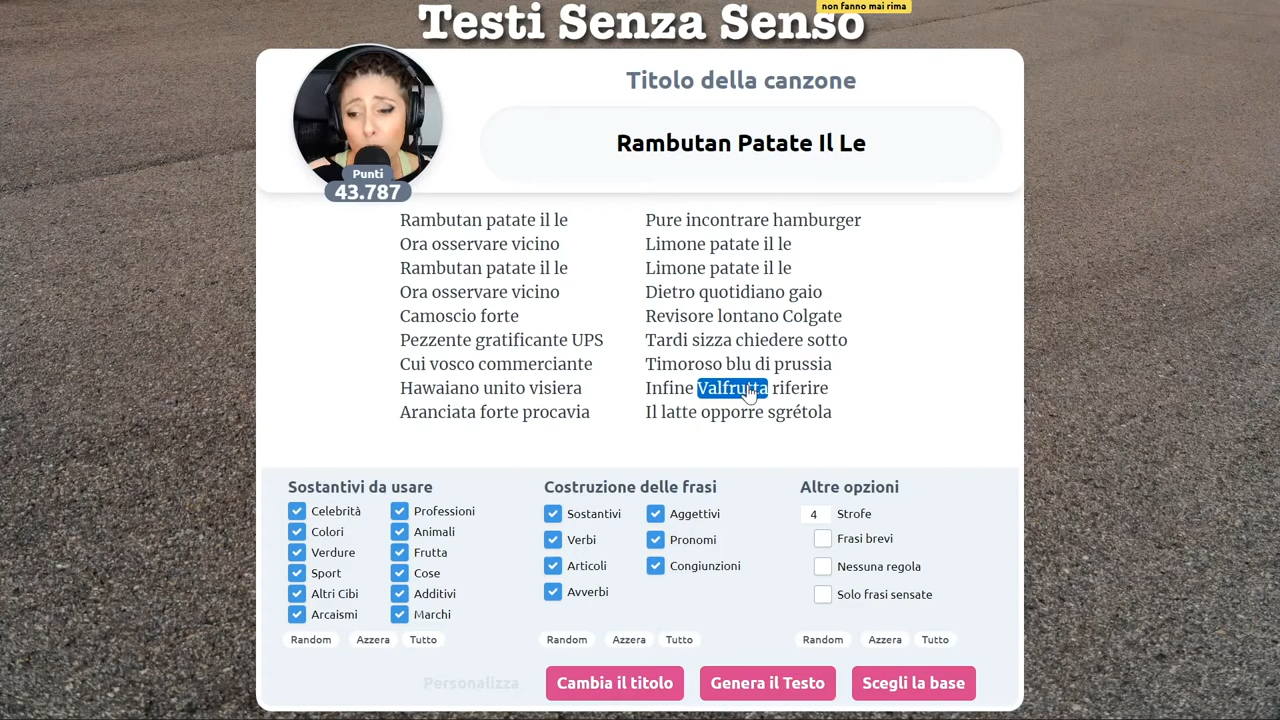 non fanno mai rima
Testi Senza Senso
Titolo della canzone
Rambutan Patate Il Le
Punti
43.787
Rambutan patate il le
Ora osservare vicino
Rambutan patate il le
Ora osservare vicino
Camoscio forte
Pezzente gratificante UPS
Cui vosco commerciante
Hawaiano unito visiera
Aranciata forte procavia
Pure incontrare hamburger
Limone patate il le
Limone patate il le
Dietro quotidiano gaio
Revisore lontano Colgate
Tardi sizza chiedere sotto
Timoroso blu di prussia
Infine Valfrutta riferire
Il latte opporre sgrétola
Sostantivi da usare
Celebrità
Colori
Verdure
Sport
Altri Cibi
Arcaismi
Professioni
Animali
Frutta
Cose
Additivi
Marchi
Random Azzera Tutto
Costruzione delle frasi
Sostantivi
Verbi
Articoli
Avverbi
Aggettivi
Pronomi
Congiunzioni
Random Azzera Tutto
Altre opzioni
4 Strofe
Frasi brevi
Nessuna regola
Solo frasi sensate
Random Azzera Tutto
Personalizza
Cambia il titolo
Genera il Testo
Scegli la base